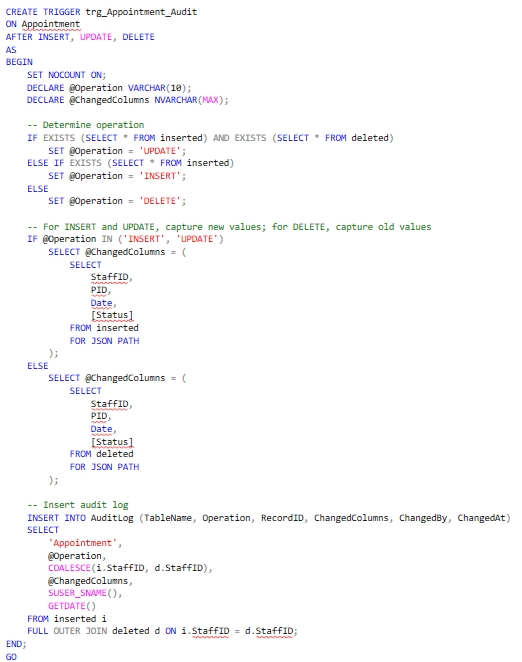 CREATE TRIGGER trg_Appointment_Audit
ON Appointment
AFTER INSERT, UPDATE, DELETE
AS
BEGIN
    SET NOCOUNT ON;
    DECLARE @Operation VARCHAR(10);
    DECLARE @ChangedColumns NVARCHAR(MAX);

    -- Determine operation
    IF EXISTS (SELECT * FROM inserted) AND EXISTS (SELECT * FROM deleted)
        SET @Operation = 'UPDATE';
    ELSE IF EXISTS (SELECT * FROM inserted)
        SET @Operation = 'INSERT';
    ELSE
        SET @Operation = 'DELETE';

    -- For INSERT and UPDATE, capture new values; for DELETE, capture old values
    IF @Operation IN ('INSERT', 'UPDATE')
        SELECT @ChangedColumns = (
            SELECT
                StaffID,
                PID,
                Date,
                [Status]
            FROM inserted
            FOR JSON PATH
        );
    ELSE
        SELECT @ChangedColumns = (
            SELECT
                StaffID,
                PID,
                Date,
                [Status]
            FROM deleted
            FOR JSON PATH
        );

    -- Insert audit log
    INSERT INTO AuditLog (TableName, Operation, RecordID, ChangedColumns, ChangedBy, ChangedAt)
    SELECT
        'Appointment',
        @Operation,
        COALESCE(i.StaffID, d.StaffID),
        @ChangedColumns,
        SUSER_SNAME(),
        GETDATE()
    FROM inserted i
    FULL OUTER JOIN deleted d ON i.StaffID = d.StaffID;
END;
GO